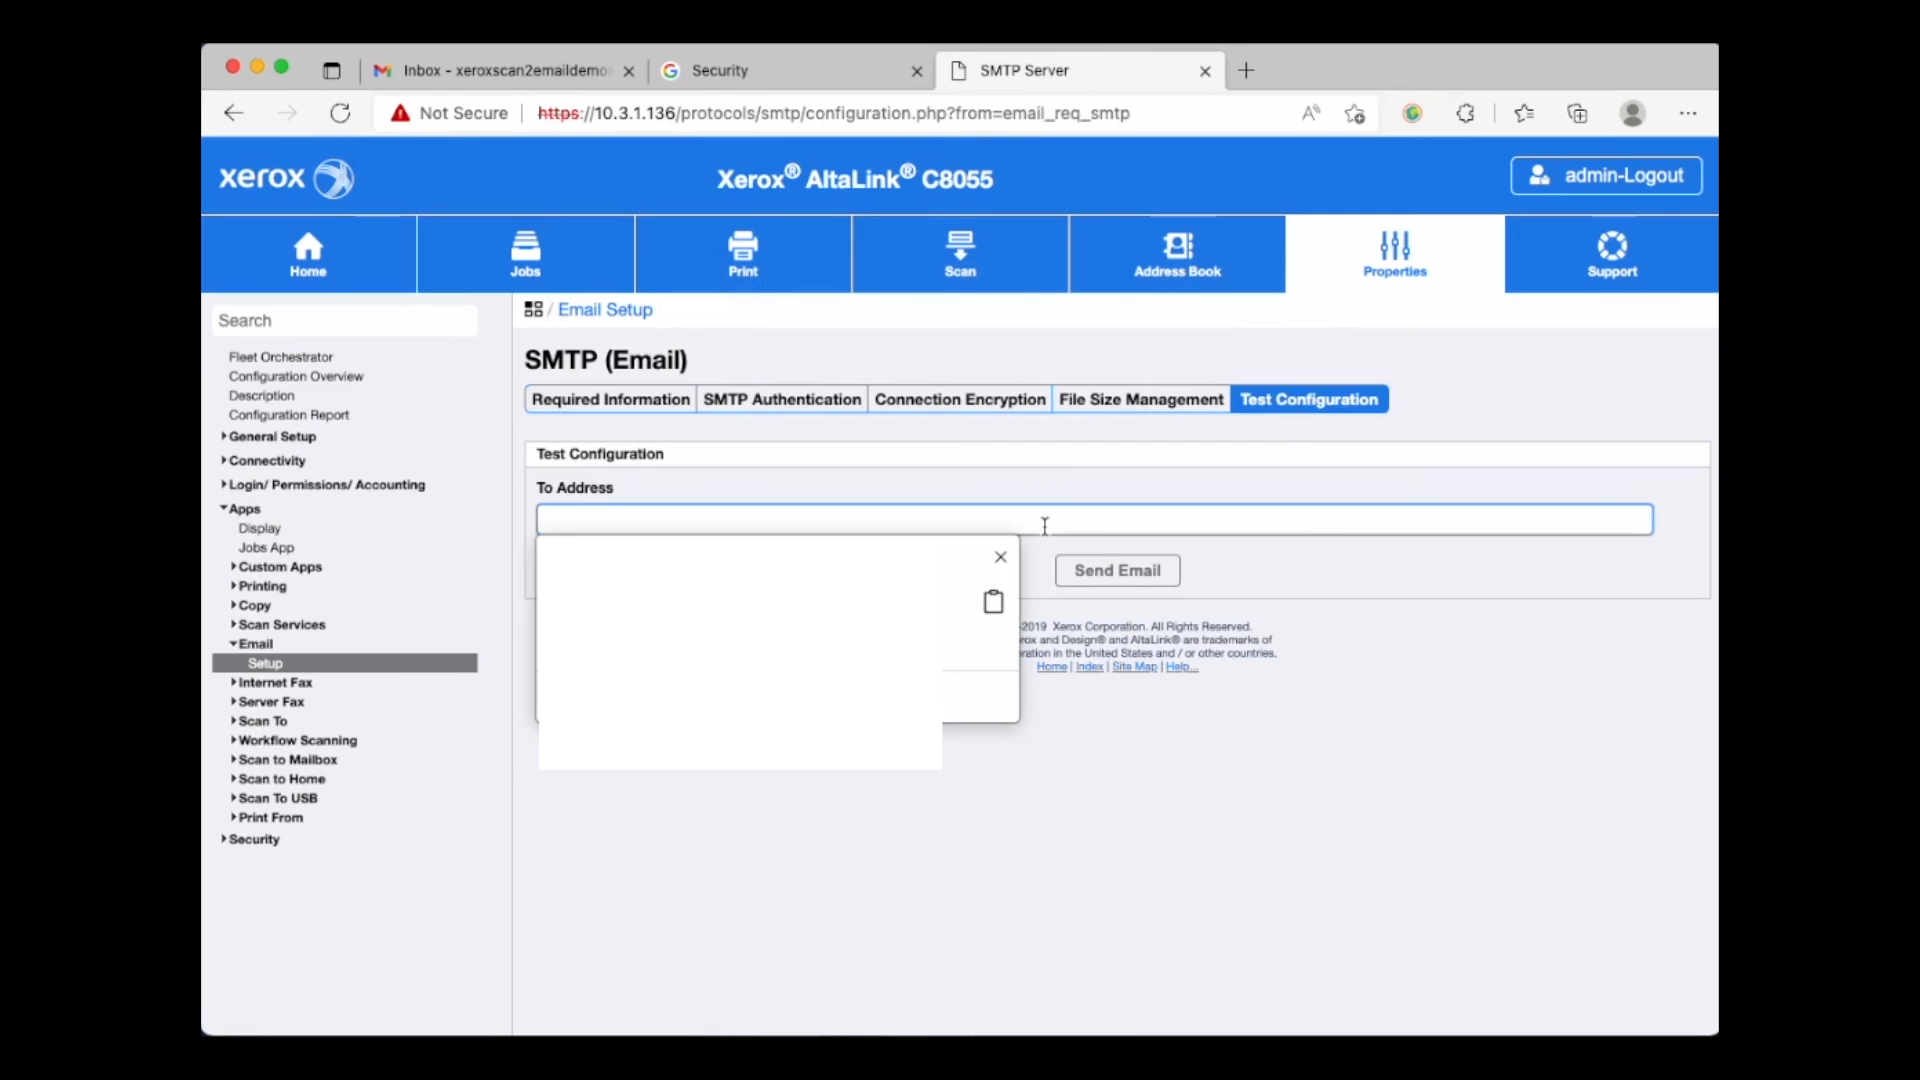 Inbox - xeroxscan2emaildemo
Security
SMTP Server
Not Secure
https://10.3.1.136/protocols/smtp/configuration.php?from=email_req_smtp
xerox
Xerox® AltaLink® C8055
admin-Logout
Home
Jobs
Print
Scan
Address Book
Properties
Support
Search
Fleet Orchestrator
Configuration Overview
Description
Configuration Report
General Setup
Connectivity
Login/ Permissions/ Accounting
Apps
Display
Jobs App
Custom Apps
Printing
Copy
Scan Services
Email
Setup
Internet Fax
Server Fax
Scan To
Workflow Scanning
Scan to Mailbox
Scan to Home
Scan To USB
Print From
Security
/ Email Setup
SMTP (Email)
Required Information
SMTP Authentication
Connection Encryption
File Size Management
Test Configuration
Test Configuration
To Address
Send Email
-2019 Xerox Corporation. All Rights Reserved.
rox and Design® and AltaLink® are trademarks of
ration in the United States and / or other countries.
Home | Index | Site Map | Help...